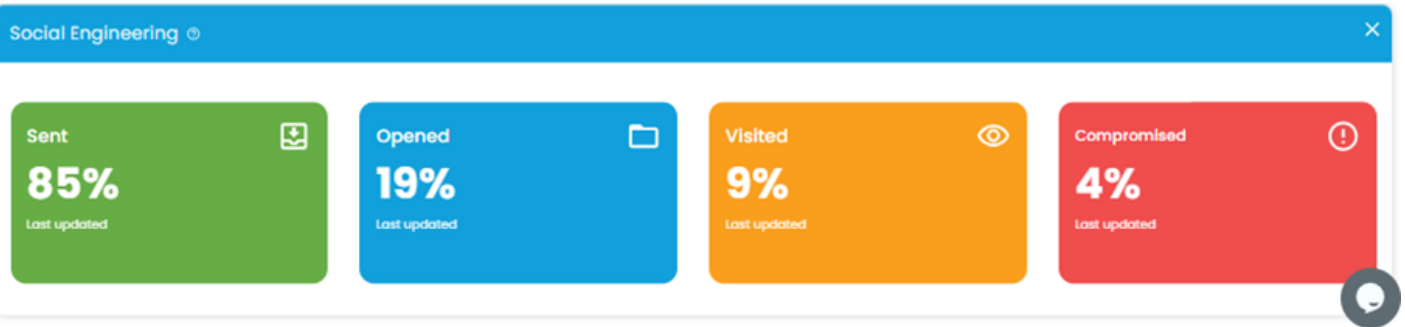 Social Engineering
Sent
85%
Last updated
Opened
19%
Last updated
Visited
9%
Last updated
Compromised
4%
Last updated